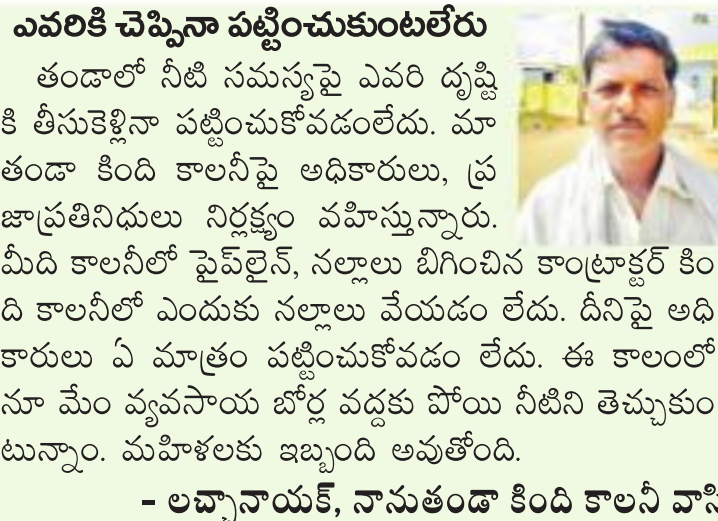 ఎవరికి చెప్పినా పట్టించుకుంటలేరు
తండాలో నీటి సమస్యపై ఎవరి దృష్టి
కి తీసుకెళ్లినా పట్టించుకోవడంలేదు. మా
తండా కింది కాలనీపై అధికారులు, ప్ర
జాప్రతినిధులు నిర్లక్ష్యం వహిస్తున్నారు.
మీది కాలనీలో పైప్‌లైన్, నల్లాలు బిగించిన కాంట్రాక్టర్ కిం
ది కాలనీలో ఎందుకు నల్లాలు వేయడం లేదు. దీనిపై అధి
కారులు ఏ మాత్రం పట్టించుకోవడం లేదు. ఈ కాలంలో
నూ మేం వ్యవసాయ బోర్ల వద్దకు పోయి నీటిని తెచ్చుకుం
టున్నాం. మహిళలకు ఇబ్బంది అవుతోంది.
- లచ్చానాయక్, నానుతండా కింది కాలనీ వాసి